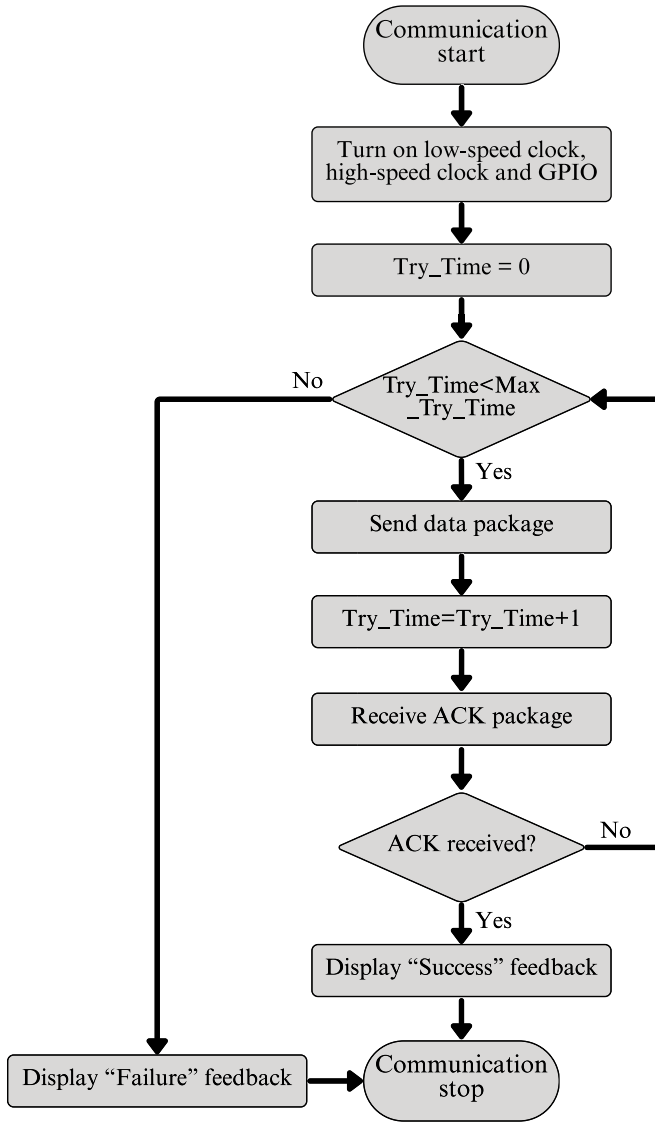 Communication
start
Turn on low-speed clock,
high-speed clock and GPIO
Try_Time = 0
No
Try_Time<Max
_Try_Time
Yes
Send data package
Try_Time=Try_Time+1
Receive ACK package
ACK received?
No
Yes
Display “Success” feedback
Display “Failure” feedback
Communication
stop